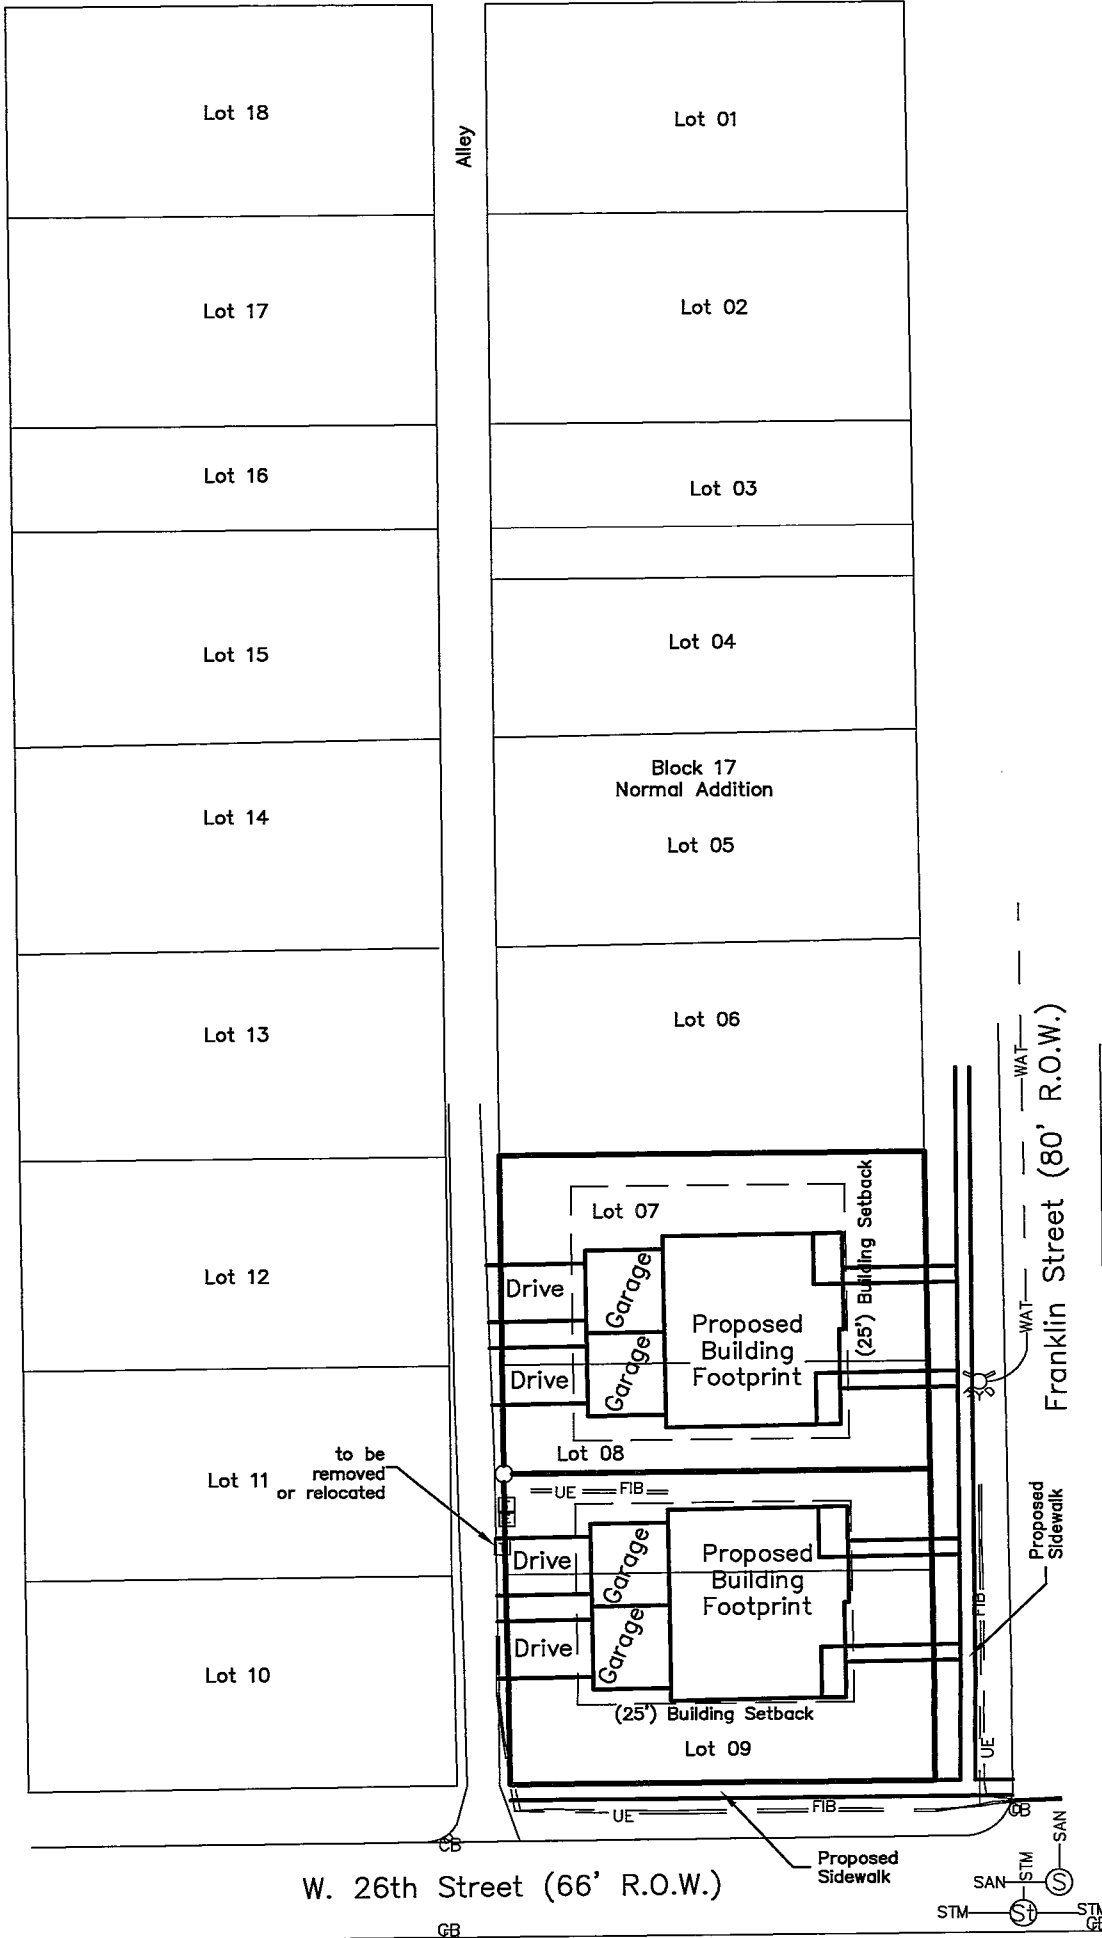 Lot 18
Lot 01
Alley
Lot 17
Lot 02
Lot 16
Lot 03
Lot 15
Lot 04
Block 17
Normal Addition
Lot 14
Lot 05
Lot 13
Lot 06
WAT
Franklin Street (80' R.O.W.)
WAT
Lot 07
(25') Building Setback
Lot 12
Drive
Garage
Proposed
Building
Footprint
Drive
Garage
Lot 08
to be
removed
or relocated
Lot 11
UE
FIB
Proposed
Sidewalk
Drive
Garage
Proposed
Building
Footprint
FIB
Drive
Garage
Lot 10
(25') Building Setback
Lot 09
UE
UE
FIB
CB
CB
SAN
Proposed
Sidewalk
W. 26th Street (66' R.O.W.)
STM
SAN
S
STM
St
STM
CB
CB